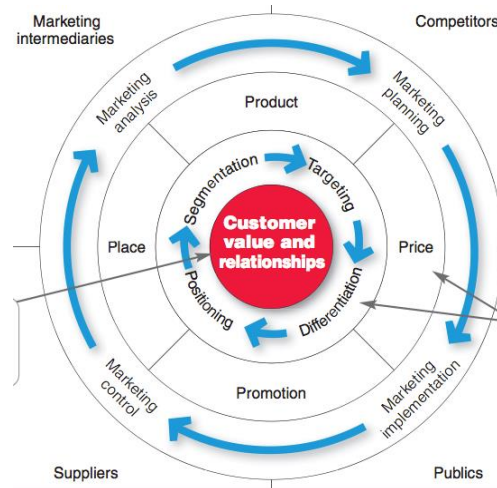 Marketing
intermediaries
Competitors
Marketing
analysis
Marketing
planning
Product
Segmentation
Targeting
Customer
value and
relationships
Place
Price
Positioning
Differentiation
Promotion
Marketing
control
Marketing
implementation
Suppliers
Publics